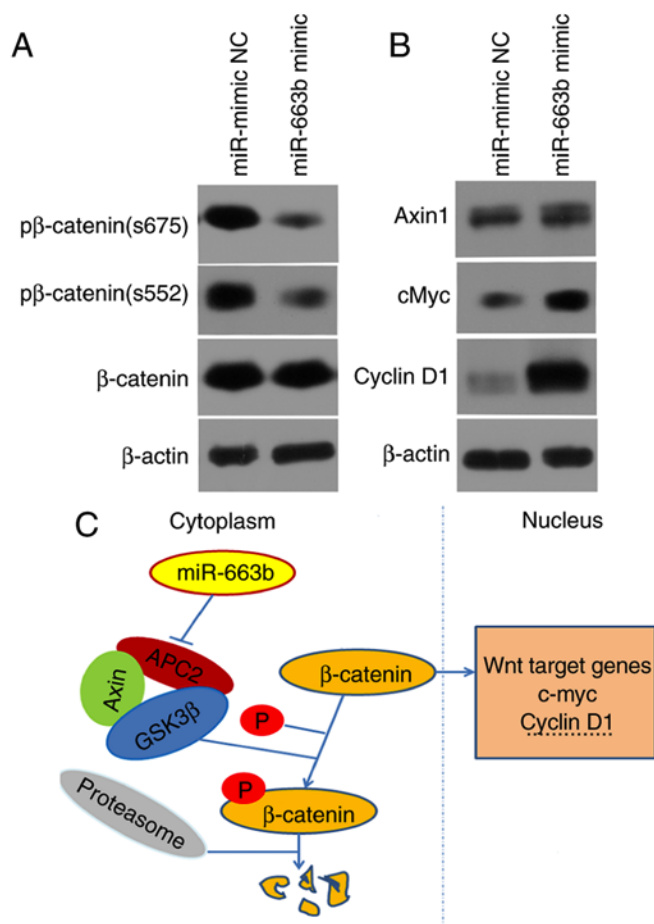 A
miR-mimic NC
miR-663b mimic
pβ-catenin(s675)
pβ-catenin(s552)
β-catenin
β-actin
B
miR-mimic NC
miR-663b mimic
Axin1
cMyc
Cyclin D1
β-actin
C
Cytoplasm
Nucleus
miR-663b
APC2
Axin
GSK3β
P
β-catenin
Wnt target genes
c-myc
Cyclin D1
P
β-catenin
Proteasome